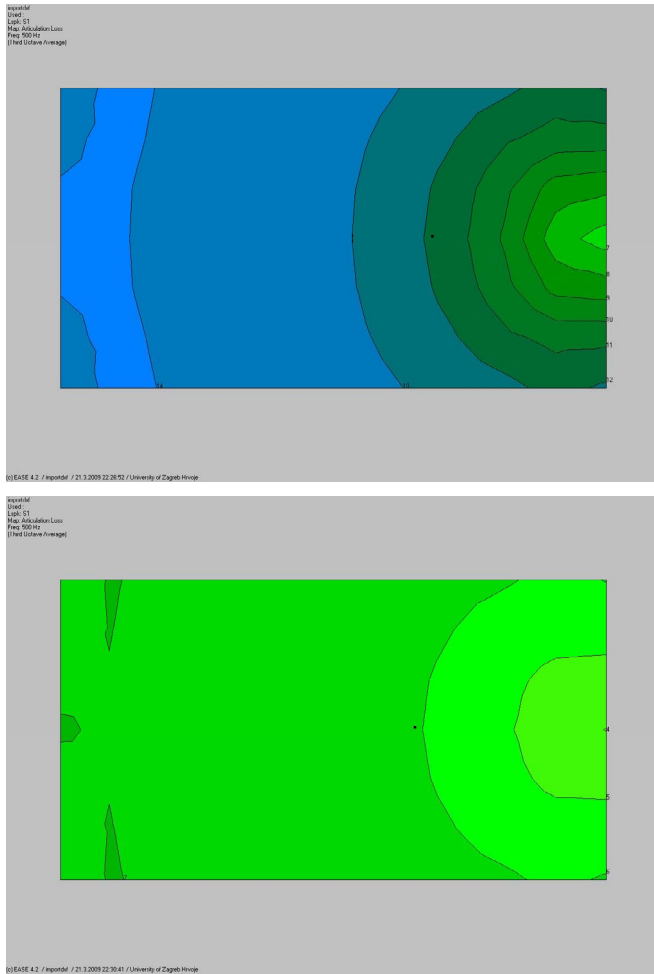 importdxf
Used :
Lspk: S1
Map: Articulation Loss
Freq: 500 Hz
(Third Octave Average)
7
8
9
10
11
14
13
12
(c) EASE 4.2 / importdxf / 21.3.2009 22:26:52 / University of Zagreb Hrvoje
importdxf
Used :
Lspk: S1
Map: Articulation Loss
Freq: 500 Hz
(Third Octave Average)
4
5
7
6
(c) EASE 4.2 / importdxf / 21.3.2009 22:30:41 / University of Zagreb Hrvoje